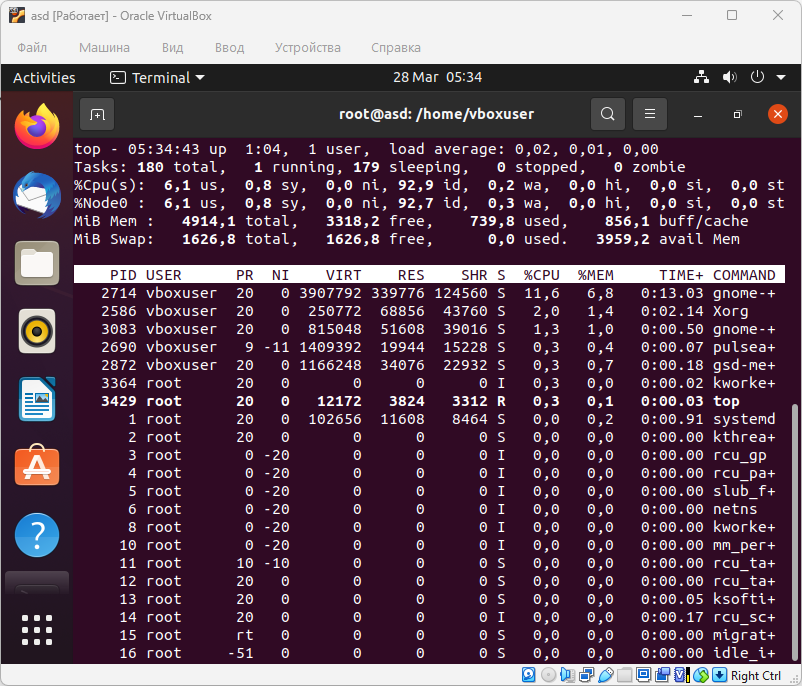 asd [Работает] - Oracle VirtualBox
Файл Машина Вид Ввод Устройства Справка
Activities Terminal 28 Mar 05:34
root@asd: /home/vboxuser
top - 05:34:43 up  1:04,  1 user,  load average: 0,02, 0,01, 0,00
Tasks: 180 total,   1 running, 179 sleeping,   0 stopped,   0 zombie
%Cpu(s):  6,1 us,  0,8 sy,  0,0 ni, 92,9 id,  0,2 wa,  0,0 hi,  0,0 si,  0,0 st
%Node0 :  6,1 us,  0,8 sy,  0,0 ni, 92,7 id,  0,3 wa,  0,0 hi,  0,0 si,  0,0 st
MiB Mem :   4914,1 total,   3318,2 free,    739,8 used,    856,1 buff/cache
MiB Swap:   1626,8 total,   1626,8 free,      0,0 used.   3959,2 avail Mem
PID USER PR NI VIRT RES SHR S %CPU %MEM TIME+ COMMAND
2714 vboxuser 20 0 3907792 339776 124560 S 11,6 6,8 0:13.03 gnome-+
2586 vboxuser 20 0 250772 68856 43760 S 2,0 1,4 0:02.14 Xorg
3083 vboxuser 20 0 815048 51608 39016 S 1,3 1,0 0:00.50 gnome-+
2690 vboxuser 9 -11 1409392 19944 15228 S 0,3 0,4 0:00.07 pulsea+
2872 vboxuser 20 0 1166248 34076 22932 S 0,3 0,7 0:00.18 gsd-me+
3364 root 20 0 0 0 0 I 0,3 0,0 0:00.02 kworke+
3429 root 20 0 12172 3824 3312 R 0,3 0,1 0:00.03 top
1 root 20 0 102656 11608 8464 S 0,0 0,2 0:00.91 systemd
2 root 20 0 0 0 0 S 0,0 0,0 0:00.00 kthrea+
3 root 0 -20 0 0 0 I 0,0 0,0 0:00.00 rcu_gp
4 root 0 -20 0 0 0 I 0,0 0,0 0:00.00 rcu_pa+
5 root 0 -20 0 0 0 I 0,0 0,0 0:00.00 slub_f+
6 root 0 -20 0 0 0 I 0,0 0,0 0:00.00 netns
8 root 0 -20 0 0 0 I 0,0 0,0 0:00.00 kworke+
10 root 0 -20 0 0 0 I 0,0 0,0 0:00.00 mm_per+
11 root 10 -10 0 0 0 S 0,0 0,0 0:00.00 rcu_ta+
12 root 20 0 0 0 0 S 0,0 0,0 0:00.00 rcu_ta+
13 root 20 0 0 0 0 S 0,0 0,0 0:00.05 ksofti+
14 root 20 0 0 0 0 I 0,0 0,0 0:00.17 rcu_sc+
15 root rt 0 0 0 0 S 0,0 0,0 0:00.00 migrat+
16 root -51 0 0 0 0 S 0,0 0,0 0:00.00 idle_i+
Right Ctrl